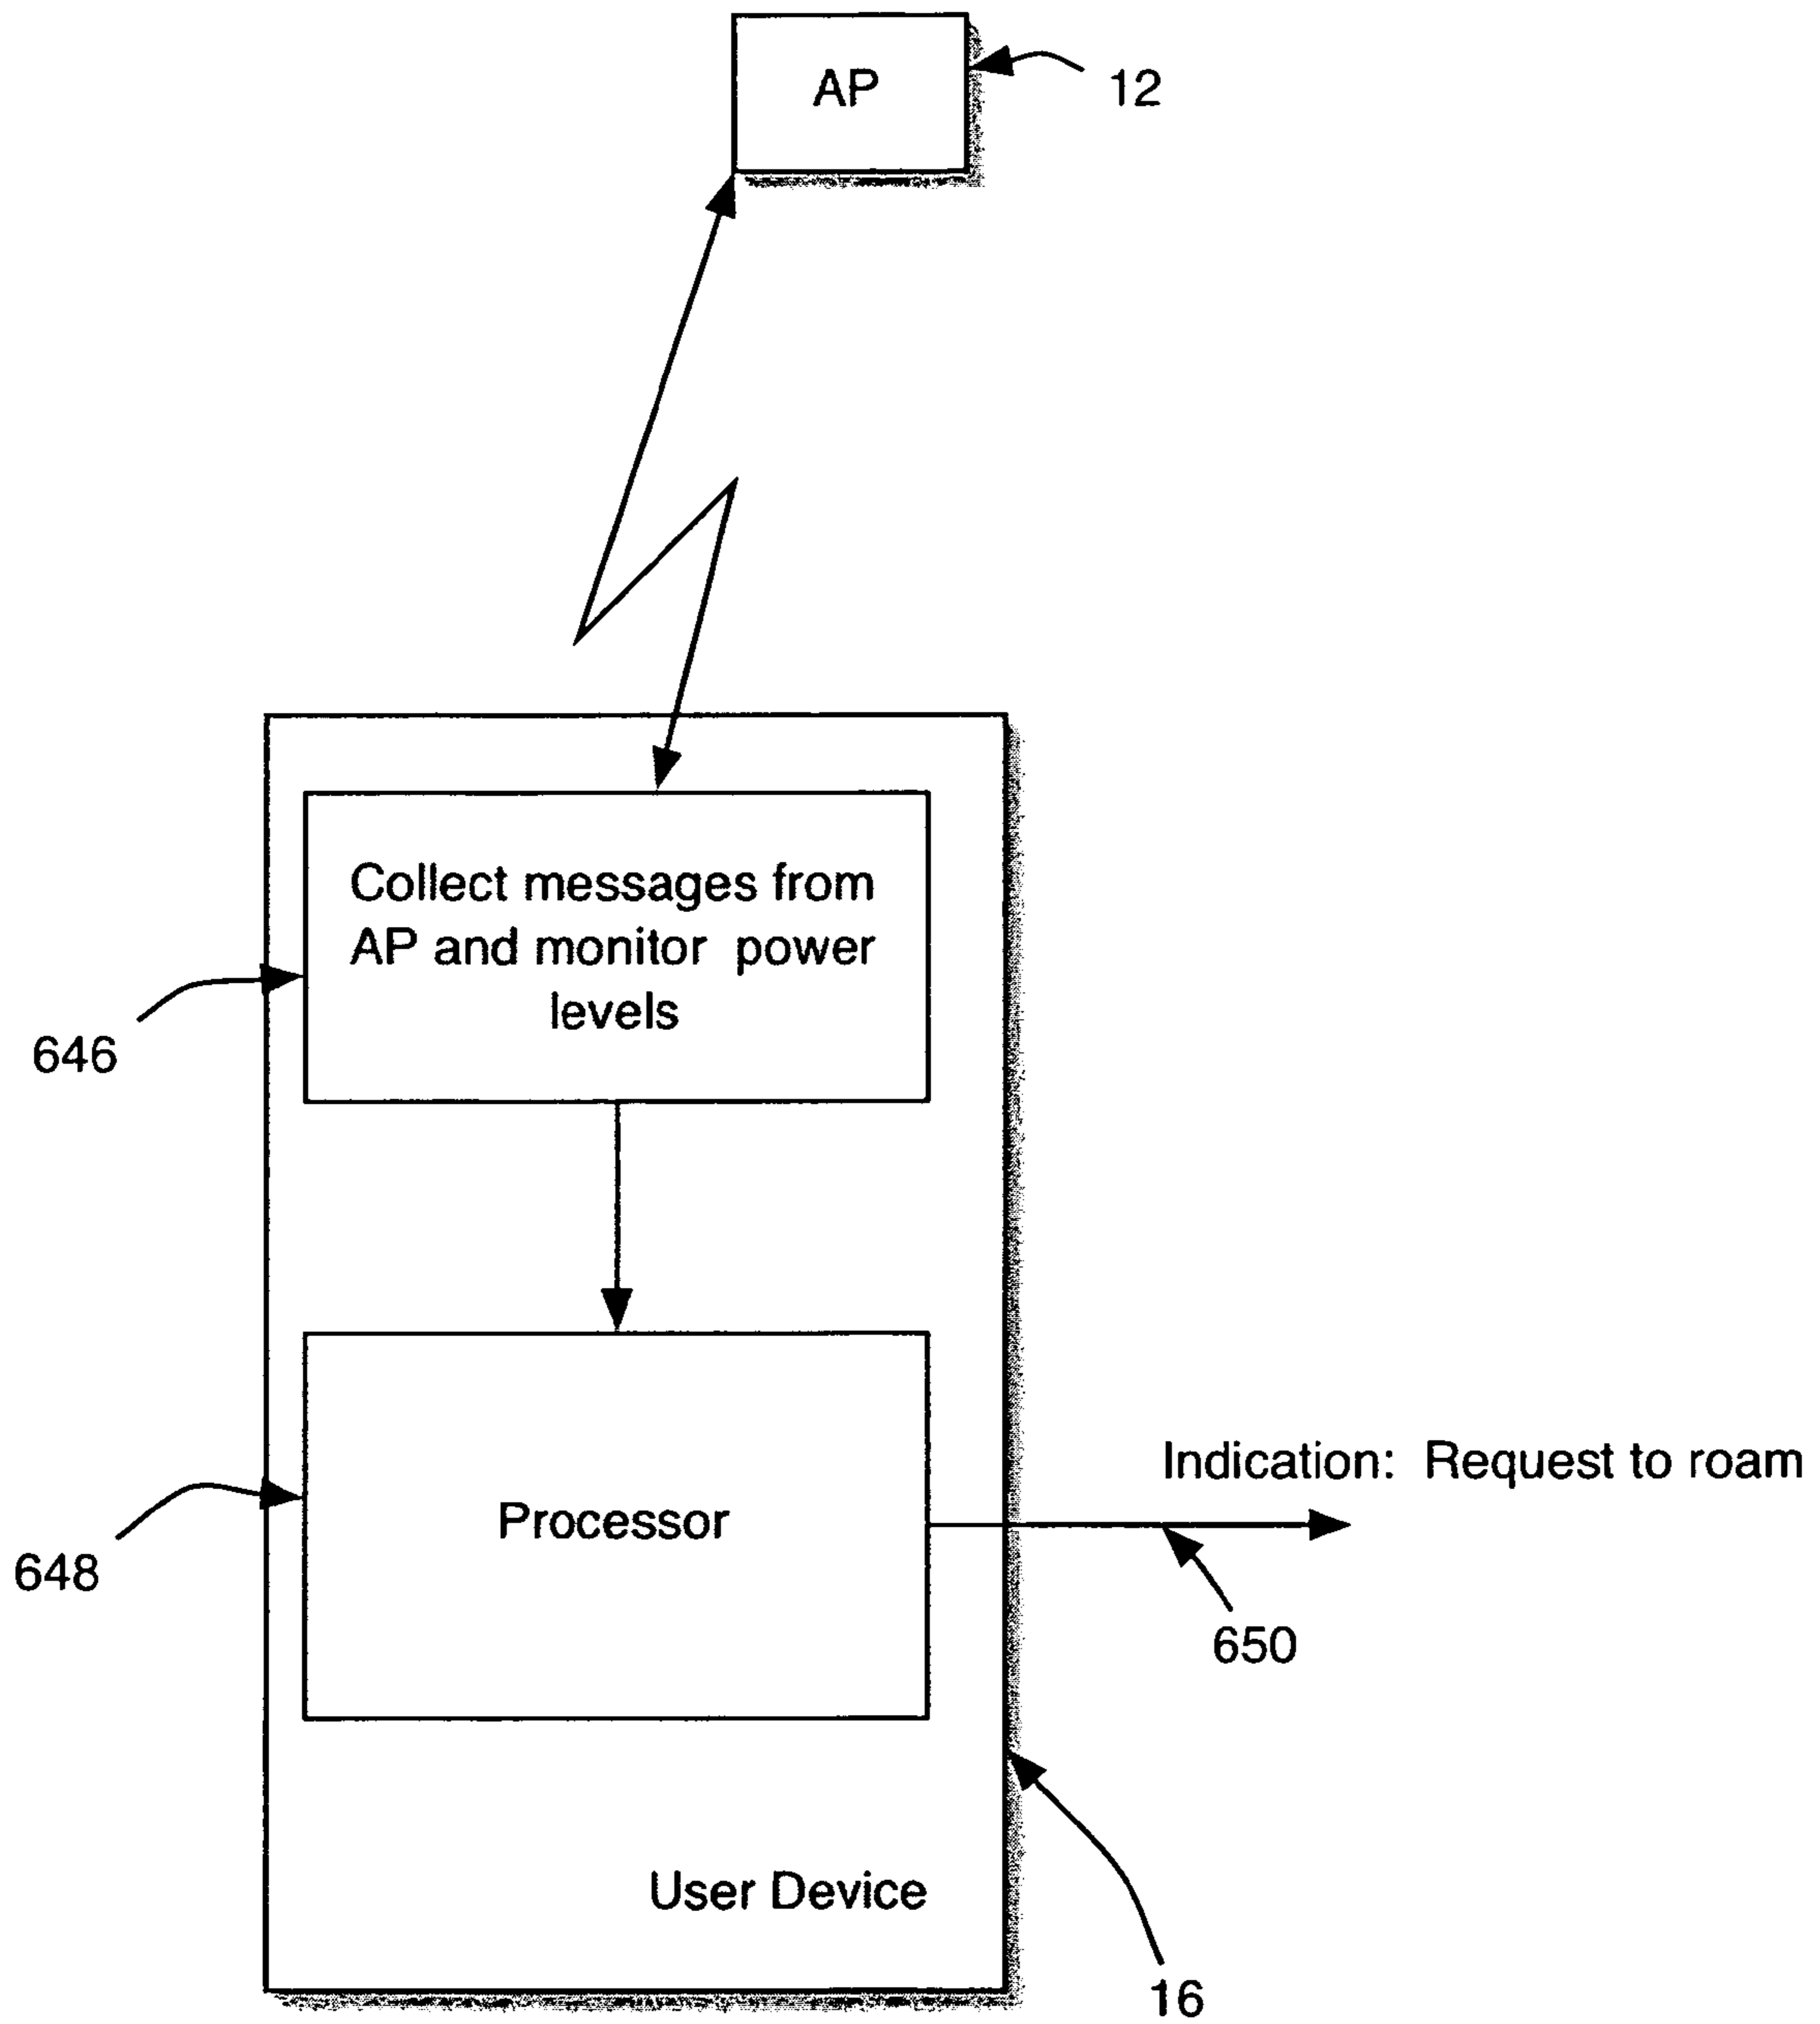 AP
12
Collect messages from
AP and monitor power
levels
646
Indication: Request to roam
Processor
648
650
User Device
16